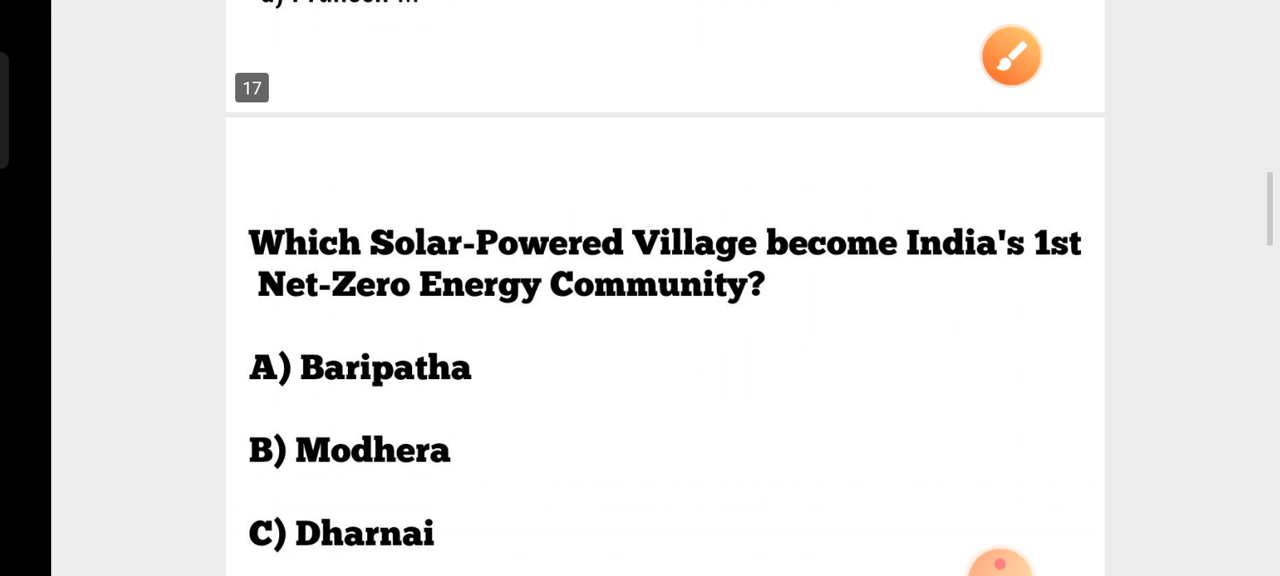 17
Which Solar-Powered Village become India's 1st
Net-Zero Energy Community?
A) Baripatha
B) Modhera
C) Dharnai